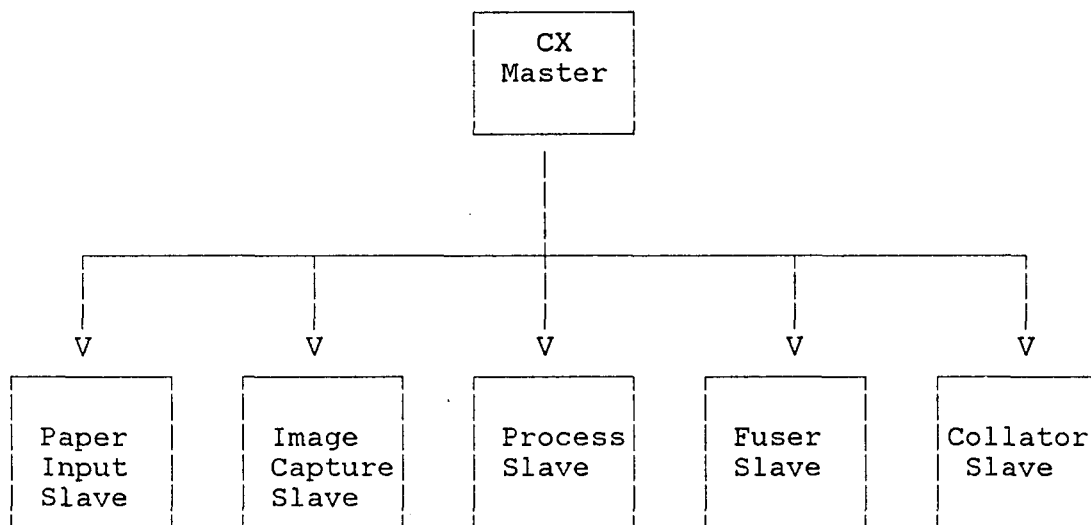 CX
Master
V V V V V
Paper Image Process Fuser Collator
Input Capture Slave Slave Slave
Slave Slave